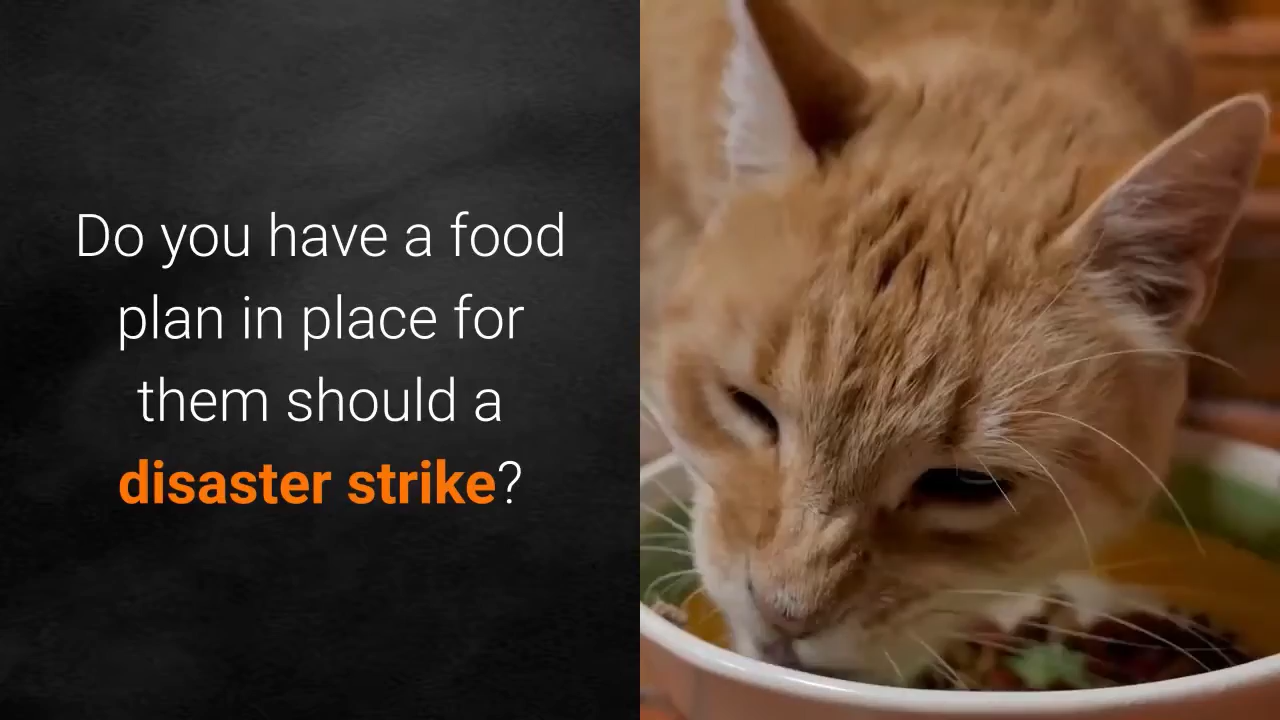 Do you have a food
plan in place for
them should a
disaster strike?